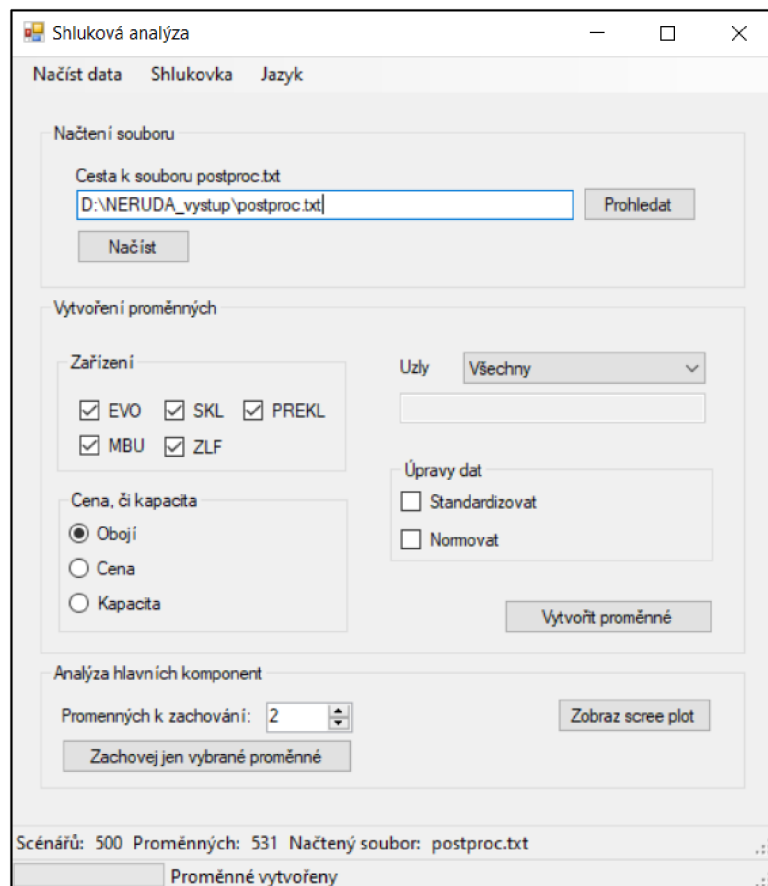 Shluková analýza
Načíst data Shlukovka Jazyk
Načtení souboru
Cesta k souboru postproc.txt
D:\NERUDA_vystup\postproc.txt Prohledat
Načíst
Vytvoření proměnných
Zařízení
Uzly Všechny
EVO SKL PREKL
MBU ZLF
Úpravy dat
Standardizovat
Normovat
Cena, či kapacita
Obojí
Cena
Kapacita
Vytvořit proměnné
Analýza hlavních komponent
Promenných k zachování: 2 Zobraz scree plot
Zachovej jen vybrané proměnné
Scénářů: 500 Proměnných: 531 Načtený soubor: postproc.txt
Proměnné vytvořeny